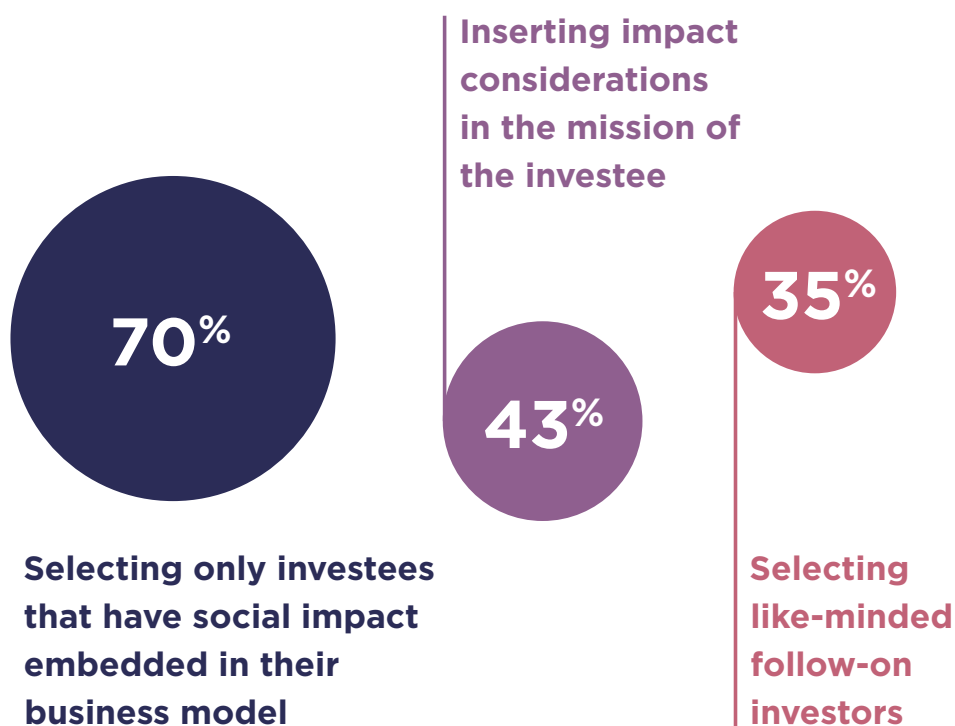 70%
Selecting only investees
that have social impact
embedded in their
business model
Inserting impact
considerations
in the mission of
the investee
43%
35%
Selecting
like-minded
follow-on
investors